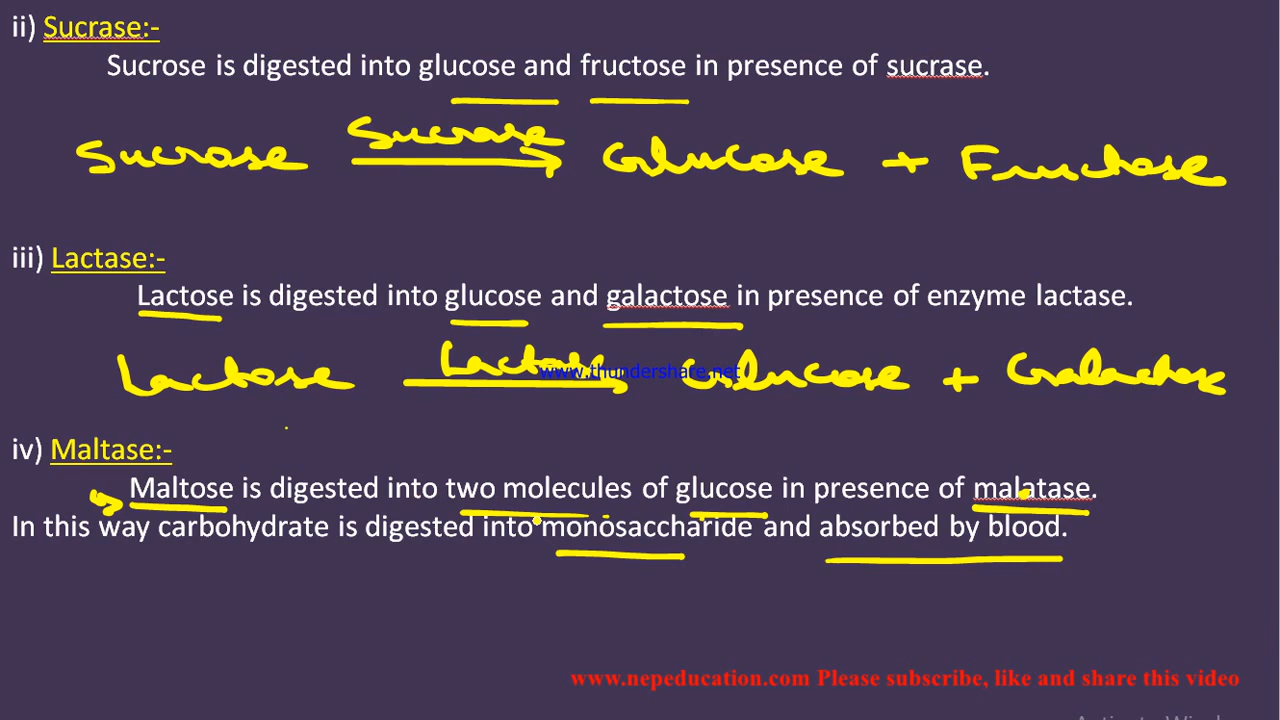 ii) Sucrase:-
Sucrose is digested into glucose and fructose in presence of sucrase.
Sucrase
Sucrose Glucose + Fructose
iii) Lactase:-
Lactose is digested into glucose and galactose in presence of enzyme lactase.
www.thundershare.net
Lactose Glucose + Galactose
iv) Maltase:-
Maltose is digested into two molecules of glucose in presence of malatase.
In this way carbohydrate is digested into monosaccharide and absorbed by blood.
www.nepeducation.com Please subscribe, like and share this video